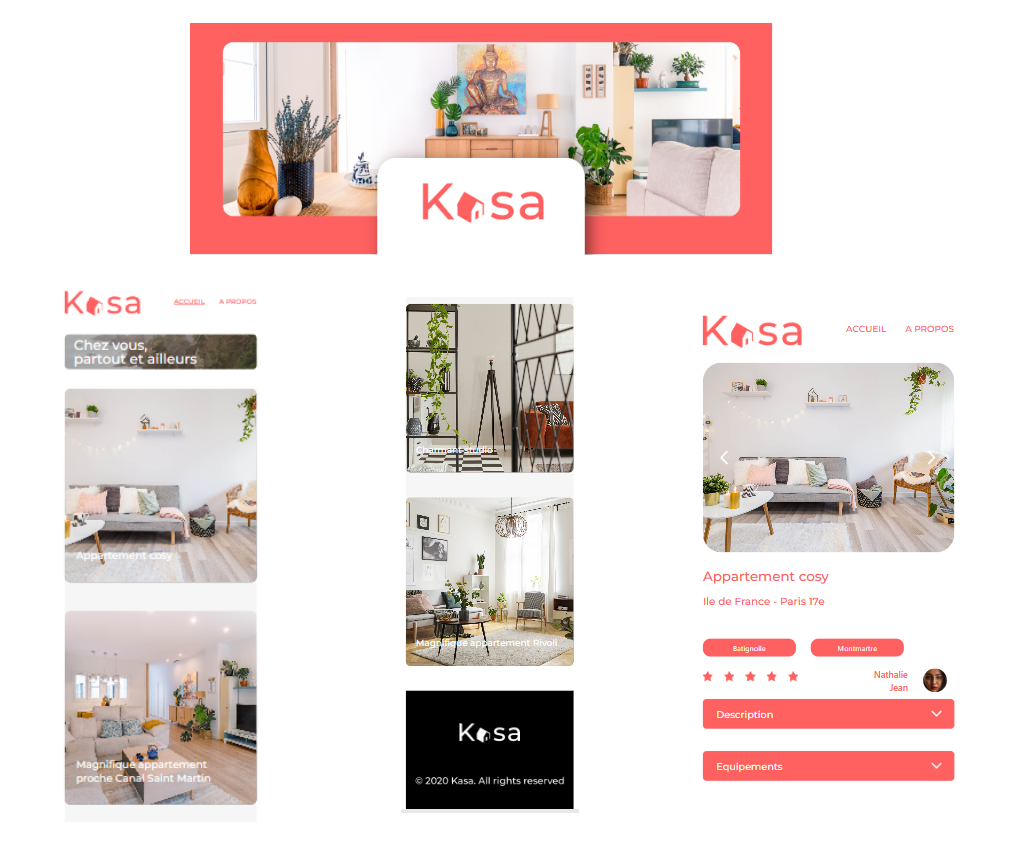 Kasa
Kasa
ACCUEIL A PROPOS
Chez vous,
partout et ailleurs
Appartement cosy
Magnifique appartement
proche Canal Saint Martin
Charmant studio
Magnifique appartement Rivoli
Kasa
© 2020 Kasa. All rights reserved
Kasa
ACCUEIL A PROPOS
Appartement cosy
Ile de France - Paris 17e
Batignolle Montmartre
Nathalie
Jean
Description
Equipements